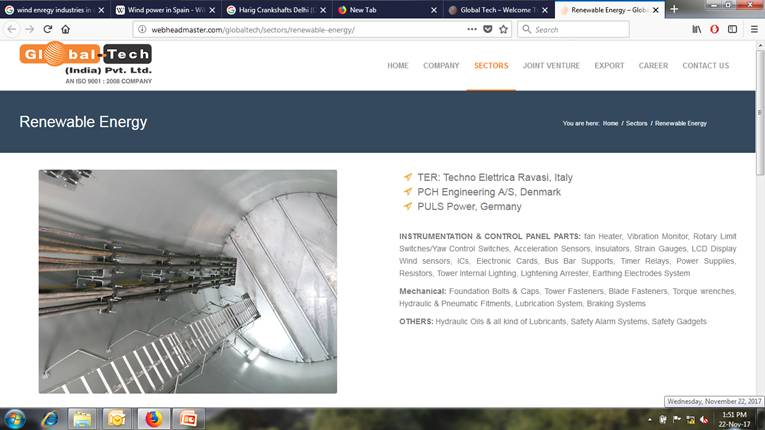 wind enregy industries in
Wind power in Spain - Wi
Harig Crankshafts Delhi
New Tab
Global Tech – Welcome T
Renewable Energy – Glob
webheadmaster.com/globaltech/sectors/renewable-energy/
Search
Global-Tech
(India) Pvt. Ltd.
AN ISO 9001 : 2008 COMPANY
HOME COMPANY SECTORS JOINT VENTURE EXPORT CAREER CONTACT US
Renewable Energy
You are here: Home / Sectors / Renewable Energy
TER: Techno Elettrica Ravasi, Italy
PCH Engineering A/S, Denmark
PULS Power, Germany
INSTRUMENTATION & CONTROL PANEL PARTS: fan Heater, Vibration Monitor, Rotary Limit
Switches/Yaw Control Switches, Acceleration Sensors, Insulators, Strain Gauges, LCD Display
Wind sensors, ICs, Electronic Cards, Bus Bar Supports, Timer Relays, Power Supplies,
Resistors, Tower Internal Lighting, Lightening Arrester, Earthing Electrodes System
Mechanical: Foundation Bolts & Caps, Tower Fasteners, Blade Fasteners, Torque wrenches,
Hydraulic & Pneumatic Fitments, Lubrication System, Braking Systems
OTHERS: Hydraulic Oils & all kind of Lubricants, Safety Alarm Systems, Safety Gadgets
Wednesday, November 22, 2017
1:51 PM
22-Nov-17